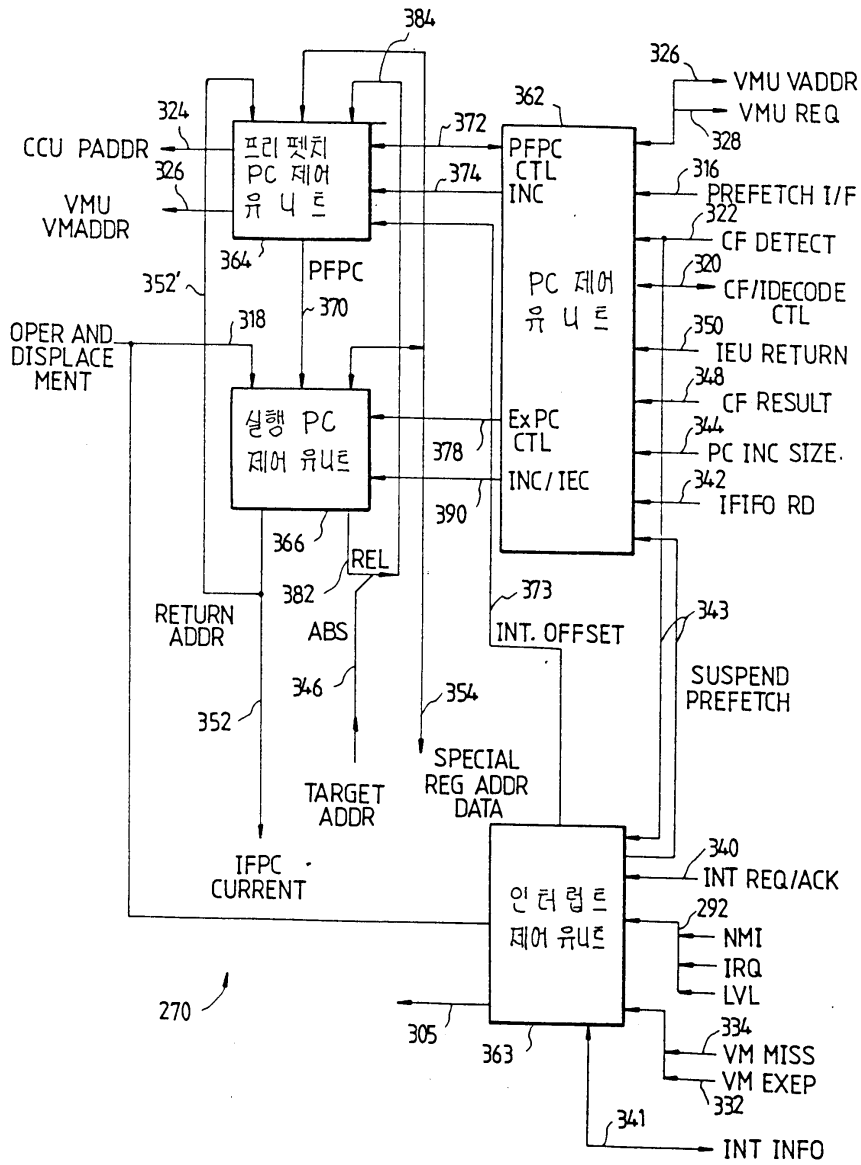 384
326
VMU VADDR
VMU REQ
328
362
324
CCU PADDR
프리펫치
PC 제어
유니트
372
PFPC
CTL
INC
374
316
PREFETCH I/F
326
VMU
VMADDR
364
PFPC
322
CF DETECT
352'
370
PC 제어
유니트
320
CF/IDECODE
CTL
OPERAND
DISPLACE
MENT
318
350
IEU RETURN
실행 PC
제어 유니트
378
ExPC
CTL
348
CF RESULT
344
PC INC SIZE.
390
INC/IEC
342
IFIFO RD
366
382
REL
373
RETURN
ADDR
ABS
INT. OFFSET
343
346
SUSPEND
PREFETCH
352
354
TARGET
ADDR
SPECIAL
REG ADDR
DATA
IFPC
CURRENT
340
INT REQ/ACK
인터럽트
제어 유니트
292
NMI
IRQ
LVL
270
305
363
334
VM MISS
VM EXEP
332
341
INT INFO